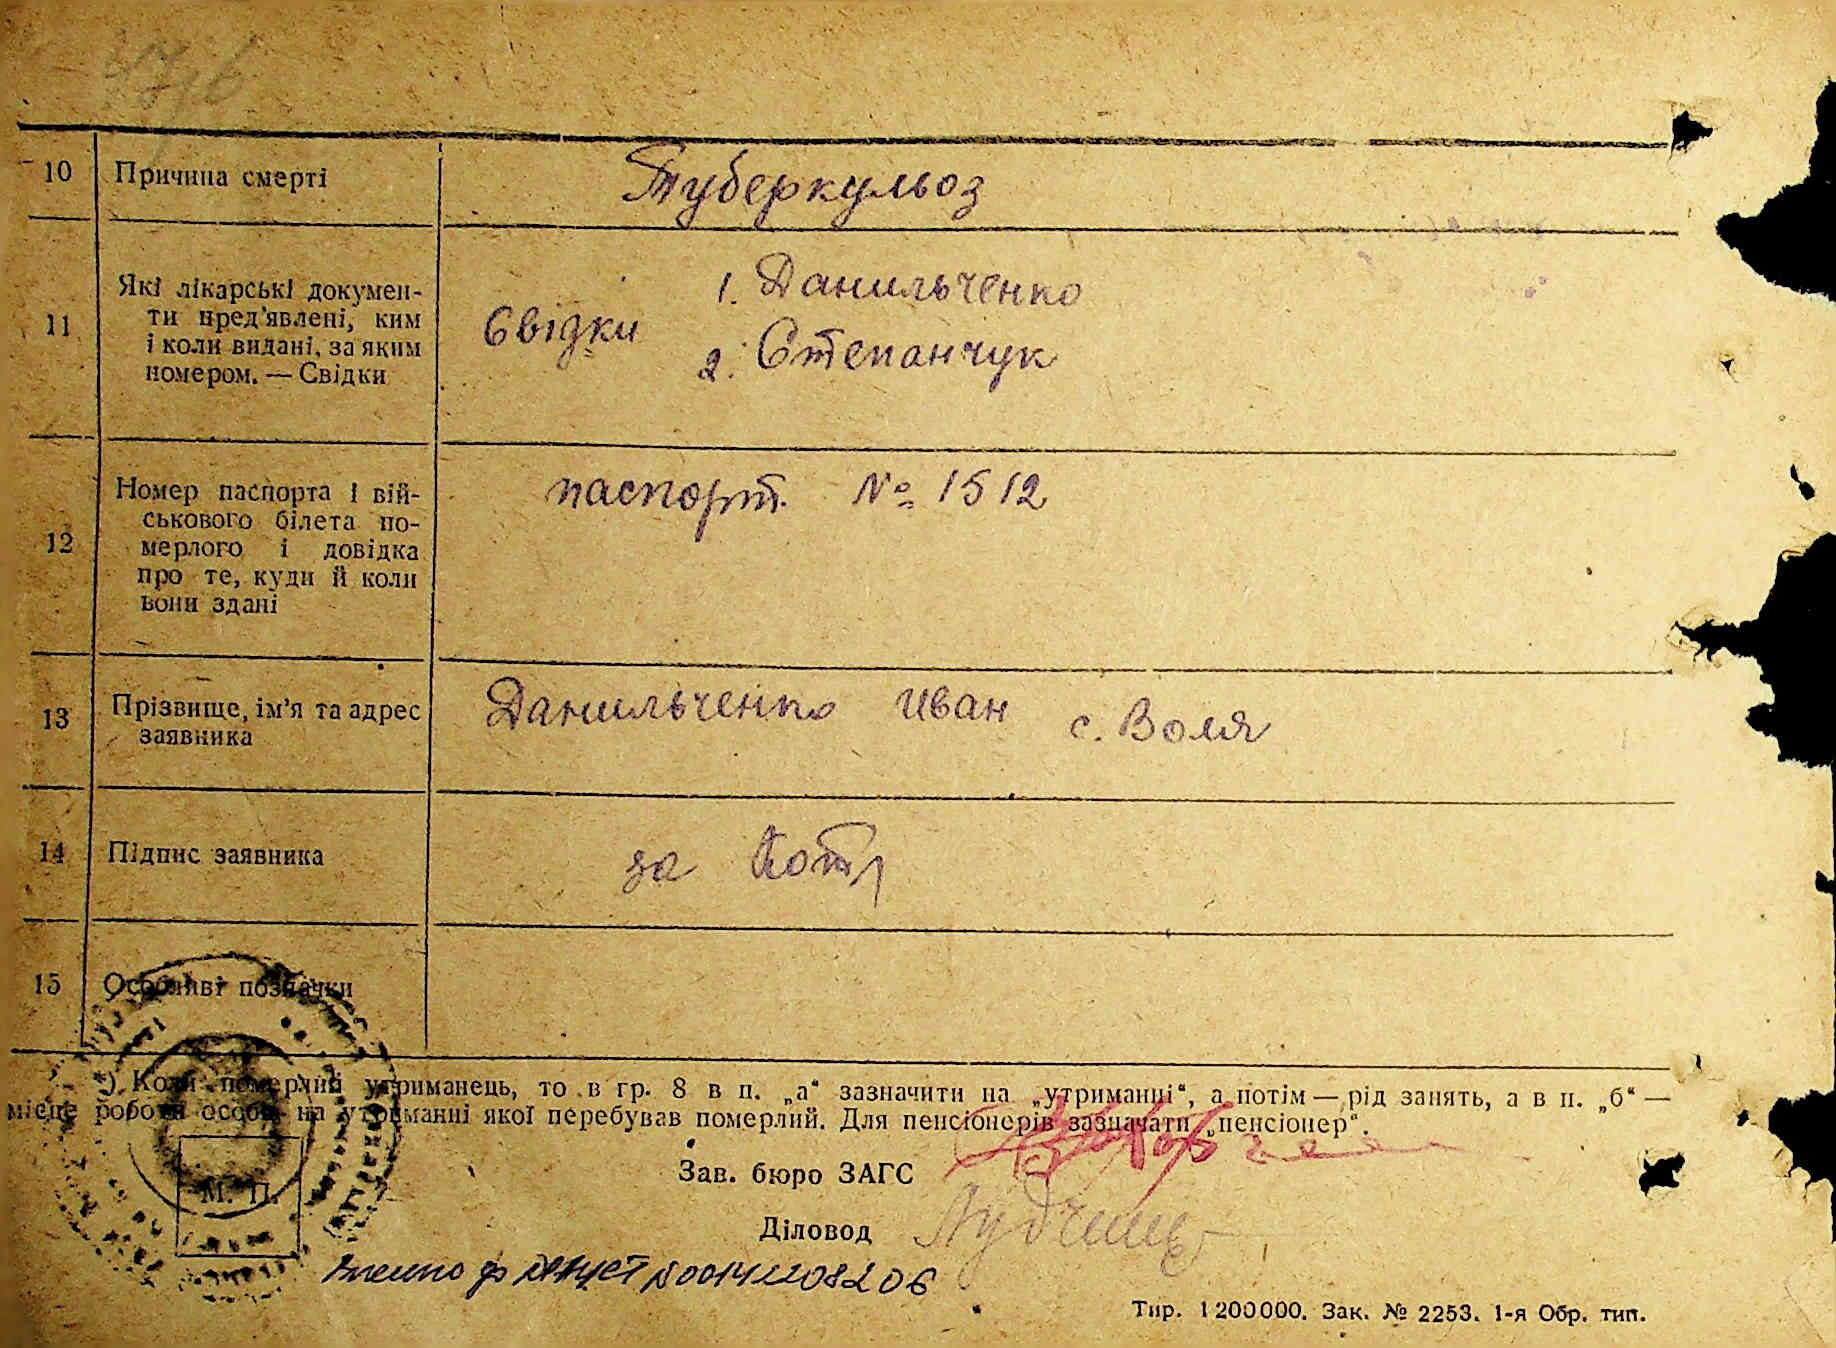 10 Причина смерті Туберкульоз
11 Які лікарські докумен-
ти пред'явлені, ким
і коли видані, за яким
номером. — Свідки
Свідки 1. Данильченко
2. Степанчук
12 Номер паспорта і вій-
ськового білета по-
мерлого і довідка
про те, куди й коли
вони здані
паспорт. № 1512
13 Прізвище, ім'я та адрес
заявника
Данильченко Иван с. Воля
14 Підпис заявника за
15 Особливі позначки
*) Коли померлий утриманець, то в гр. 8 в п. „а“ зазначити на „утриманні“, а потім — рід занять, а в п. „б“ —
місце роботи особи на утриманні якої перебував померлий. Для пенсіонерів зазначати „пенсіонер“.
Зав. бюро ЗАГС
М. П.
Діловод
Тир. 1200000. Зак. № 2253. 1-я Обр. тип.